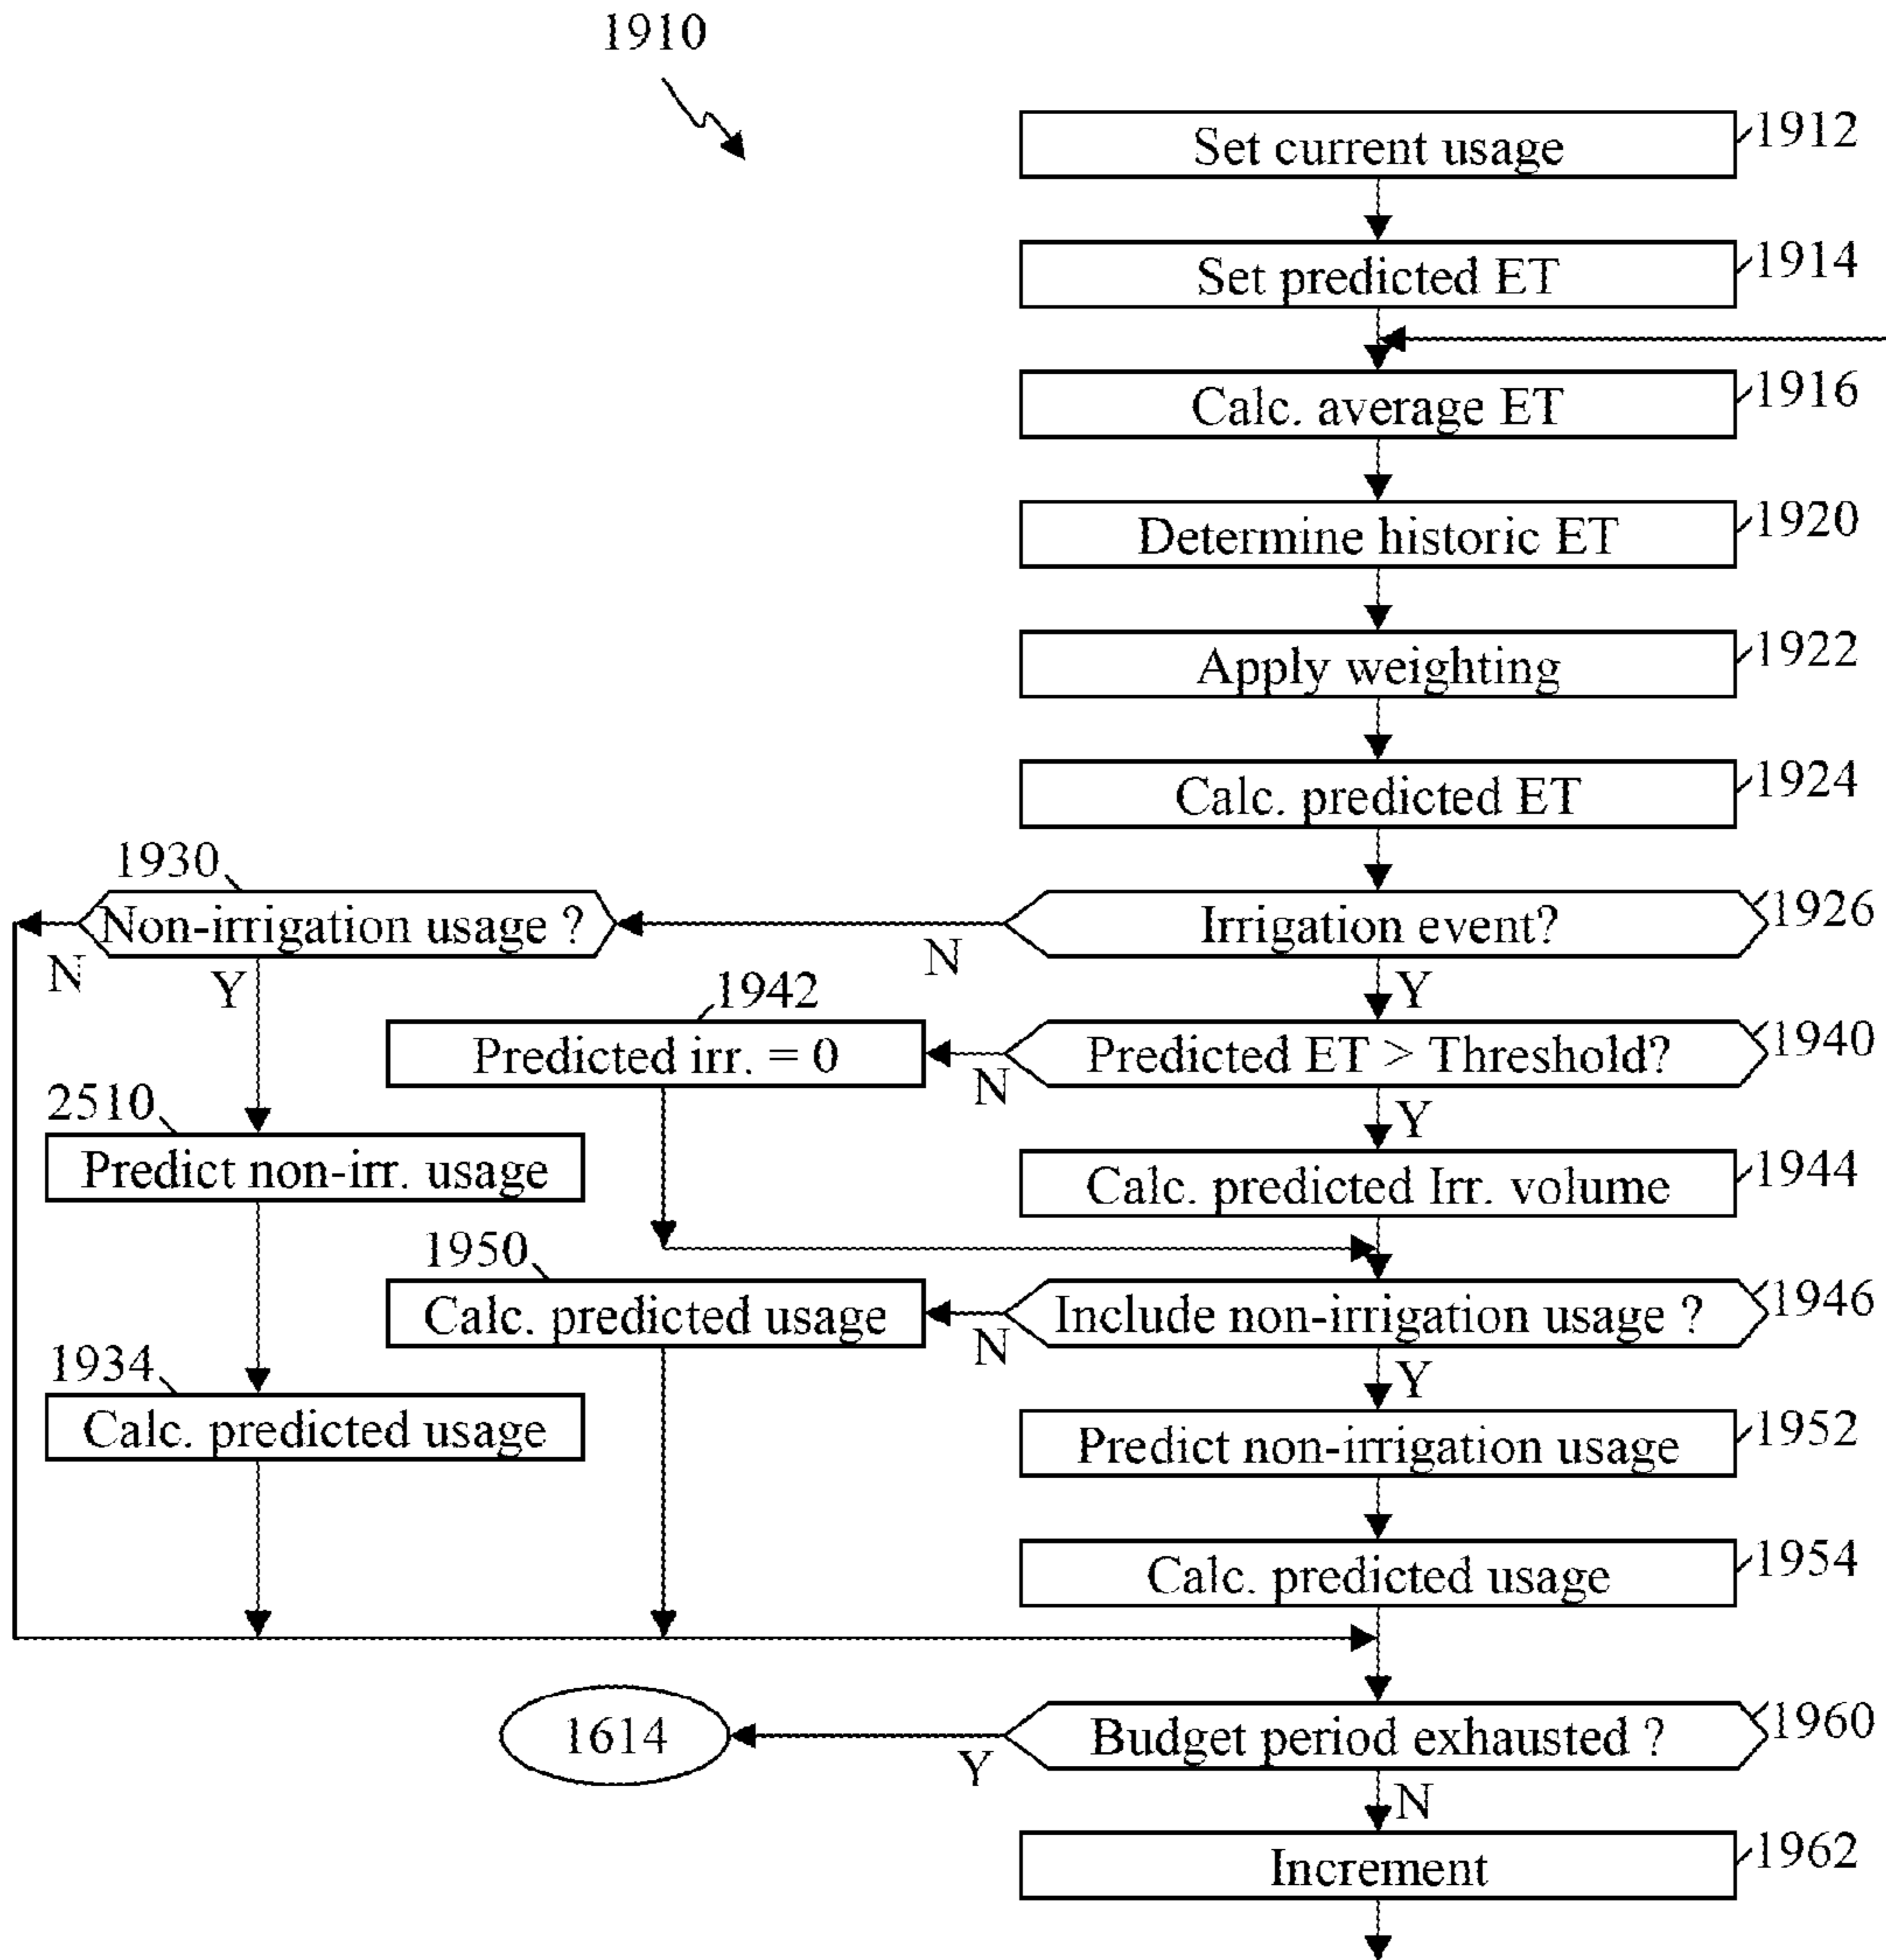 1910
Set current usage 1912
Set predicted ET 1914
Calc. average ET 1916
Determine historic ET 1920
Apply weighting 1922
Calc. predicted ET 1924
1930
Non-irrigation usage ?
Irrigation event? 1926
N
Y
N
Y
1942
Predicted irr. = 0
Predicted ET > Threshold? 1940
N
Y
2510
Predict non-irr. usage
Calc. predicted Irr. volume 1944
1950
Calc. predicted usage
Include non-irrigation usage ? 1946
N
Y
1934
Calc. predicted usage
Predict non-irrigation usage 1952
Calc. predicted usage 1954
1614
Budget period exhausted ? 1960
Y
N
Increment 1962